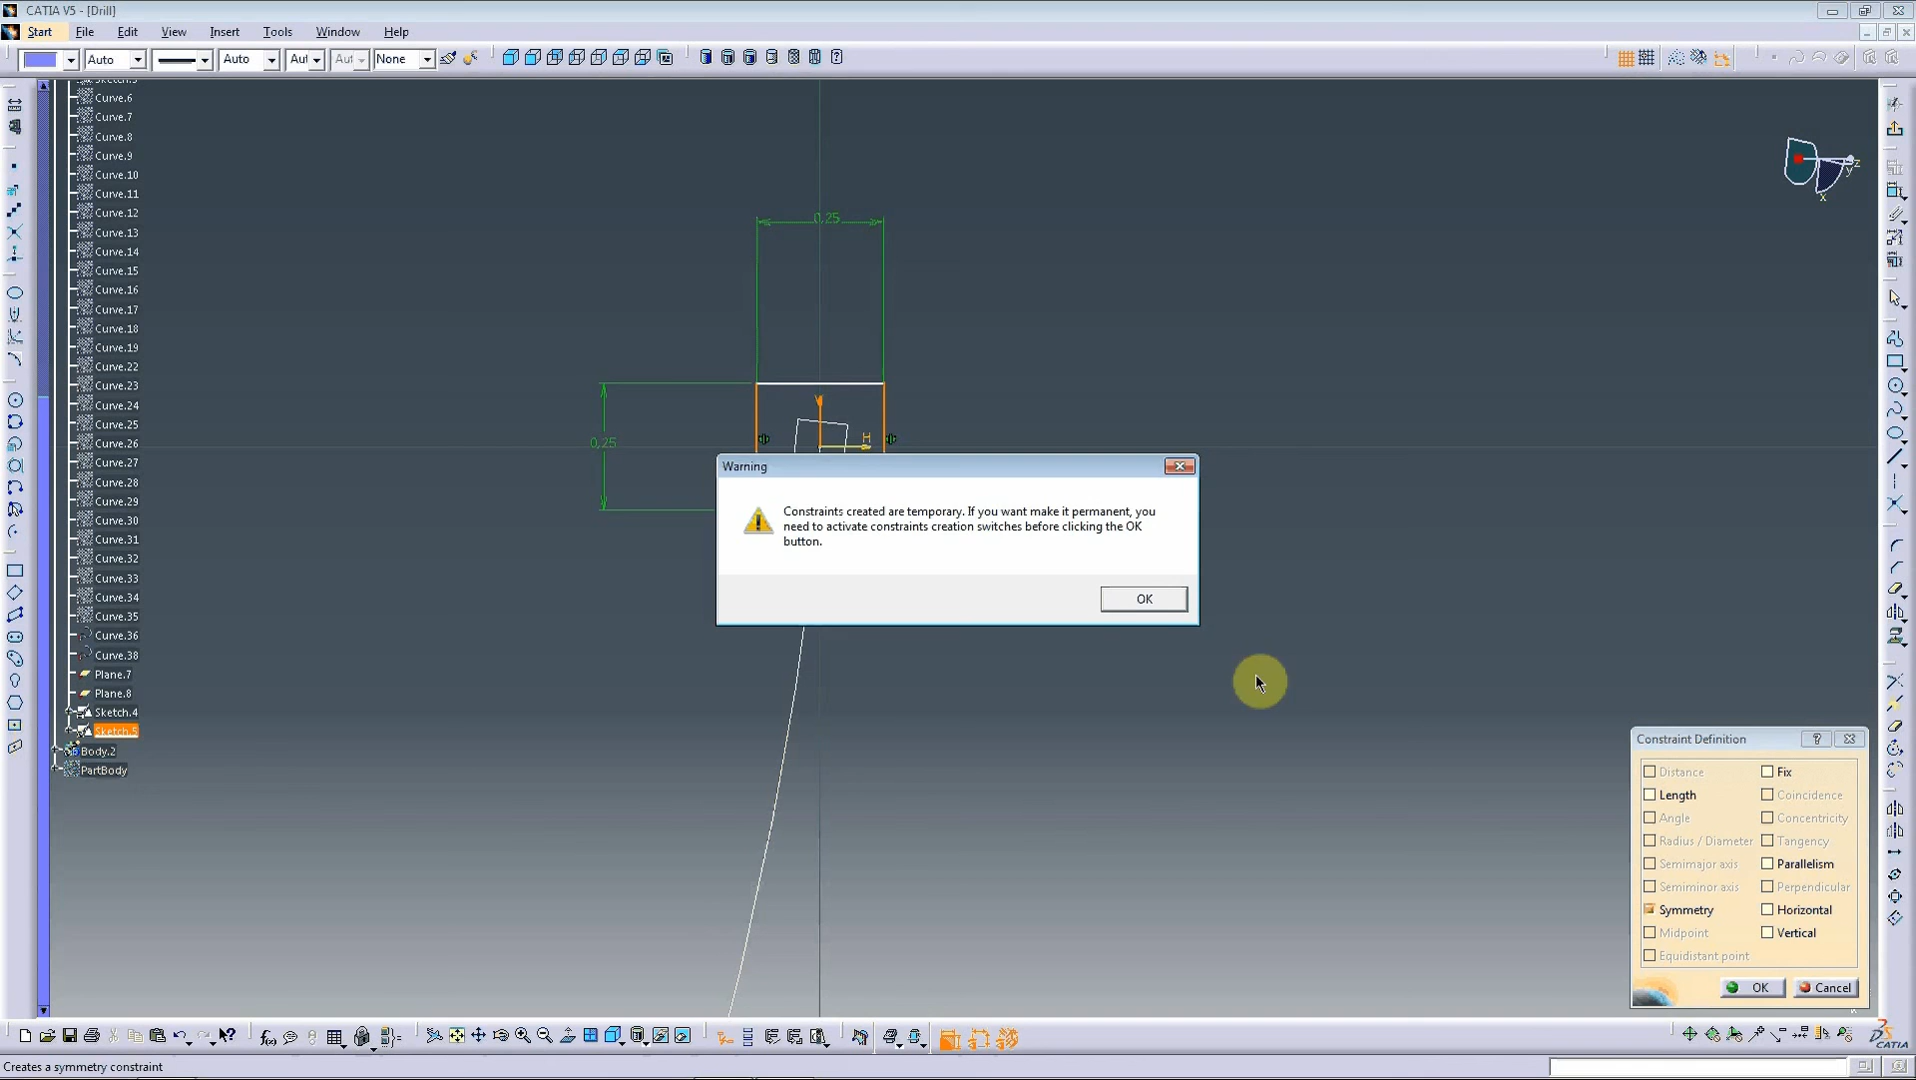 CATIA V5 - [Drill]
Start File Edit View Insert Tools Window Help
Auto Auto Aut Aut None
Curve.6
Curve.7
Curve.8
Curve.9
Curve.10
Curve.11
Curve.12
Curve.13
Curve.14
Curve.15
Curve.16
Curve.17
Curve.18
Curve.19
Curve.22
Curve.23
Curve.24
Curve.25
Curve.26
Curve.27
Curve.28
Curve.29
Curve.30
Curve.31
Curve.32
Curve.33
Curve.34
Curve.35
Curve.36
Curve.38
Plane.7
Plane.8
Sketch.4
Sketch.5
Body.2
PartBody
z
y
x
0,25
0,25
V
H
Warning
Constraints created are temporary. If you want make it permanent, you
need to activate constraints creation switches before clicking the OK
button.
OK
Constraint Definition
Distance Fix
Length Coincidence
Angle Concentricity
Radius / Diameter Tangency
Semimajor axis Parallelism
Semiminor axis Perpendicular
Symmetry Horizontal
Midpoint Vertical
Equidistant point
OK Cancel
CATIA
Creates a symmetry constraint